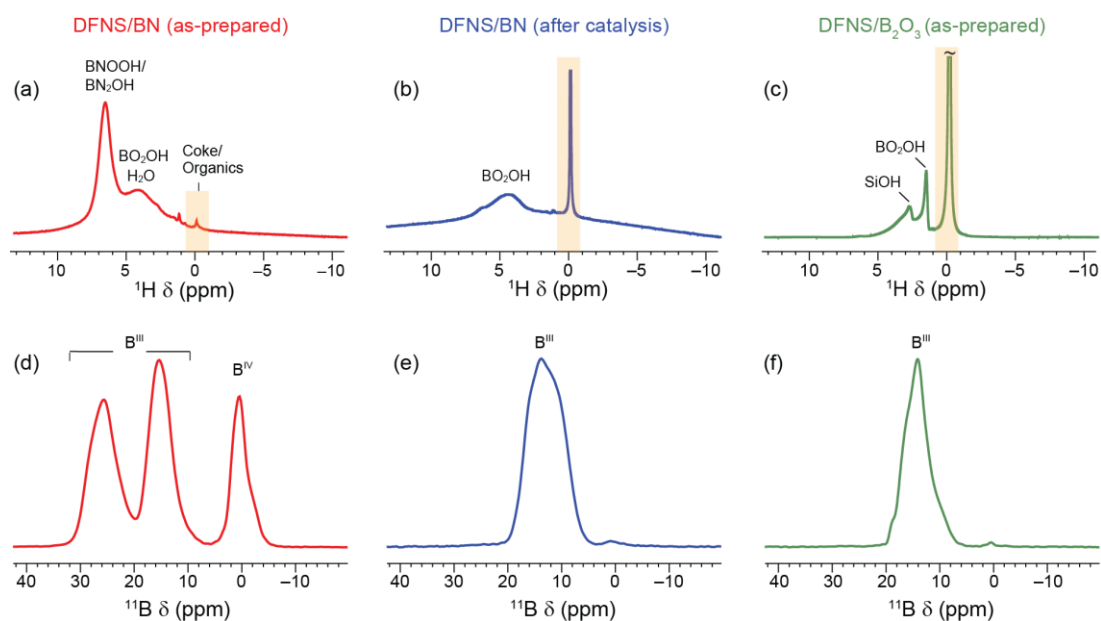 DFNS/BN (as-prepared)
DFNS/BN (after catalysis)
DFNS/B₂O₃ (as-prepared)
(a)
BNOOH/
BN₂OH
BO₂OH
H₂O
Coke/
Organics
10 5 0 −5 −10
¹H δ (ppm)
(b)
BO₂OH
10 5 0 −5 −10
¹H δ (ppm)
(c)
~
BO₂OH
SiOH
10 5 0 −5 −10
¹H δ (ppm)
(d)
Bᴵᴵᴵ
Bᴵⱽ
40 30 20 10 0 −10
¹¹B δ (ppm)
(e)
Bᴵᴵᴵ
40 30 20 10 0 −10
¹¹B δ (ppm)
(f)
Bᴵᴵᴵ
40 30 20 10 0 −10
¹¹B δ (ppm)